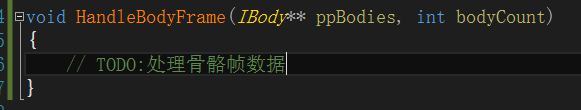 void HandleBodyFrame(IBody** ppBodies, int bodyCount)
{
// TODO:处理骨骼帧数据
}